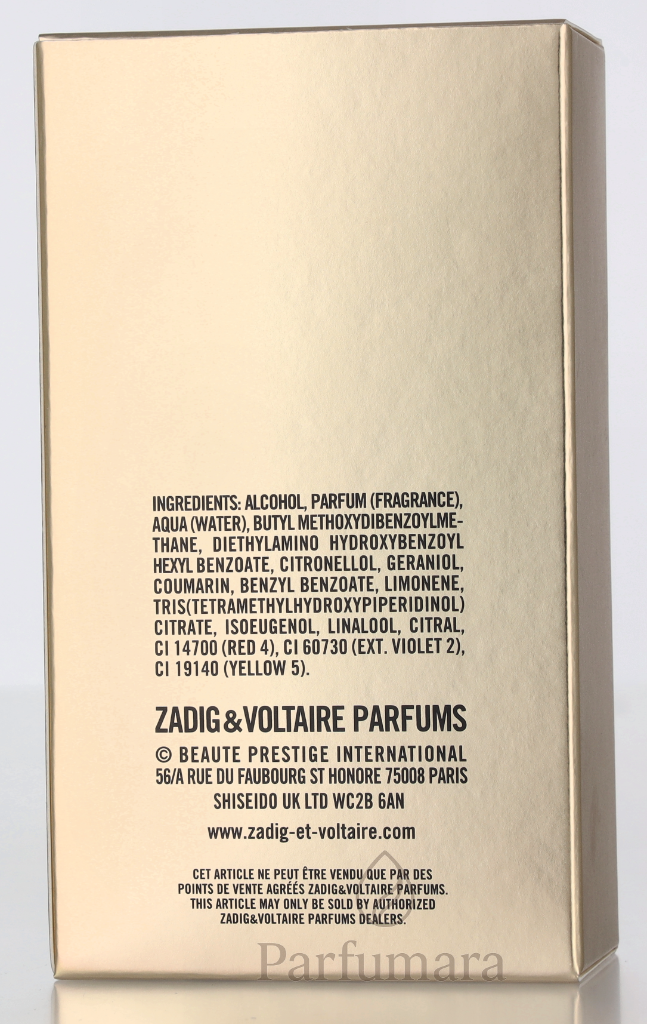 INGREDIENTS: ALCOHOL, PARFUM (FRAGRANCE),
AQUA (WATER), BUTYL METHOXYDIBENZOYLME-
THANE, DIETHYLAMINO HYDROXYBENZOYL
HEXYL BENZOATE, CITRONELLOL, GERANIOL,
COUMARIN, BENZYL BENZOATE, LIMONENE,
TRIS(TETRAMETHYLHYDROXYPIPERIDINOL)
CITRATE, ISOEUGENOL, LINALOOL, CITRAL,
CI 14700 (RED 4), CI 60730 (EXT. VIOLET 2),
CI 19140 (YELLOW 5).
ZADIG&VOLTAIRE PARFUMS
© BEAUTE PRESTIGE INTERNATIONAL
56/A RUE DU FAUBOURG ST HONORE 75008 PARIS
SHISEIDO UK LTD WC2B 6AN
www.zadig-et-voltaire.com
CET ARTICLE NE PEUT ÊTRE VENDU QUE PAR DES
POINTS DE VENTE AGRÉÉS ZADIG&VOLTAIRE PARFUMS.
THIS ARTICLE MAY ONLY BE SOLD BY AUTHORIZED
ZADIG&VOLTAIRE PARFUMS DEALERS.
Parfumara